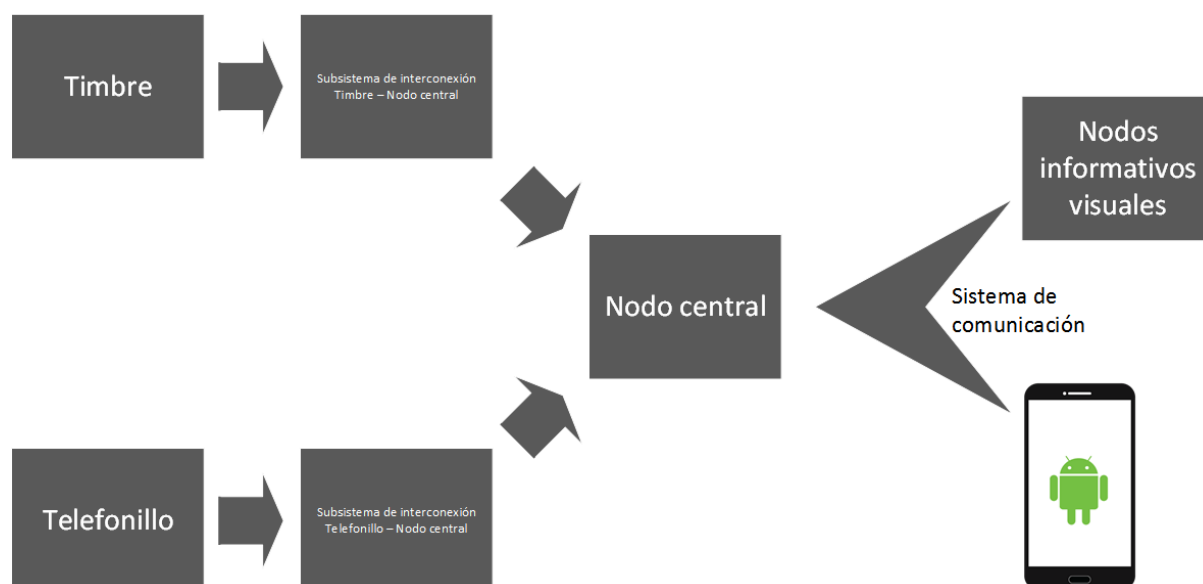 Timbre
Subsistema de interconexión
Timbre – Nodo central
Nodos
informativos
visuales
Nodo central
Sistema de
comunicación
Telefonillo
Subsistema de interconexión
Telefonillo – Nodo central